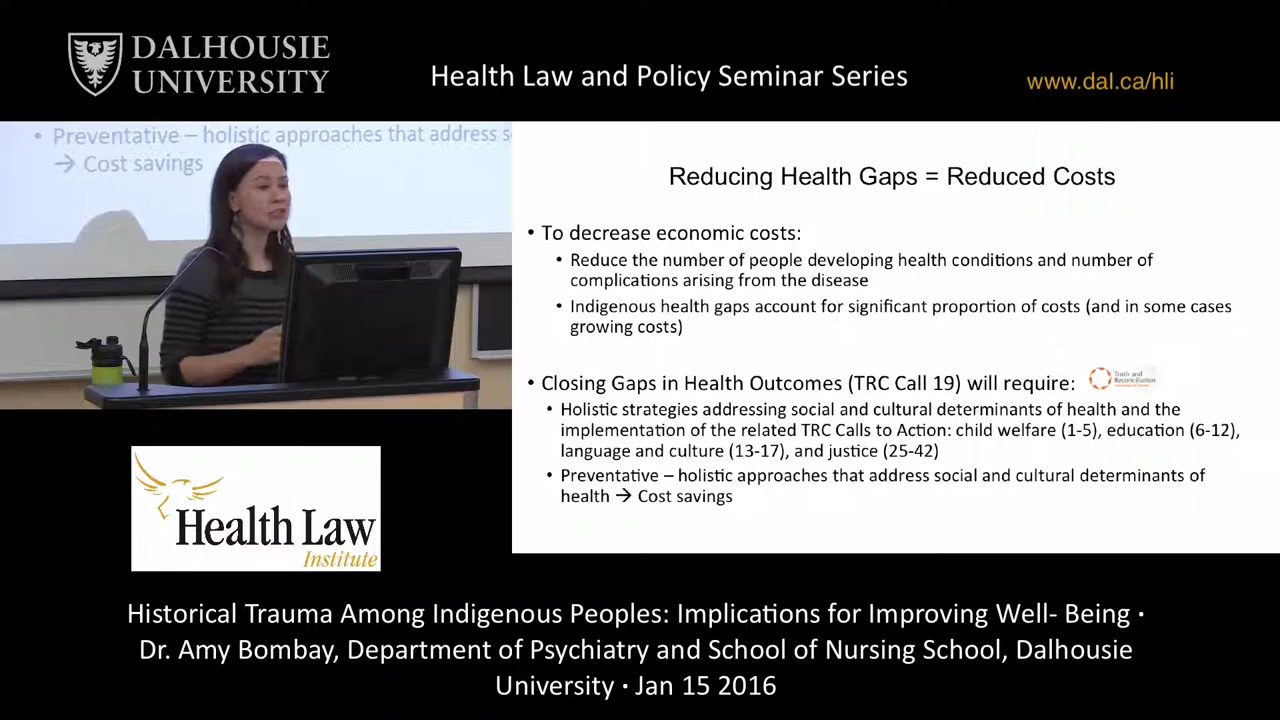 DALHOUSIE
UNIVERSITY
Health Law and Policy Seminar Series
www.dal.ca/hli
• Preventative – holistic approaches that address s
→ Cost savings
Reducing Health Gaps = Reduced Costs
• To decrease economic costs:
• Reduce the number of people developing health conditions and number of
complications arising from the disease
• Indigenous health gaps account for significant proportion of costs (and in some cases
growing costs)
• Closing Gaps in Health Outcomes (TRC Call 19) will require:
Truth and
Reconciliation
• Holistic strategies addressing social and cultural determinants of health and the
implementation of the related TRC Calls to Action: child welfare (1-5), education (6-12),
language and culture (13-17), and justice (25-42)
• Preventative – holistic approaches that address social and cultural determinants of
health → Cost savings
Health Law
Institute
Historical Trauma Among Indigenous Peoples: Implications for Improving Well- Being ·
Dr. Amy Bombay, Department of Psychiatry and School of Nursing School, Dalhousie
University · Jan 15 2016